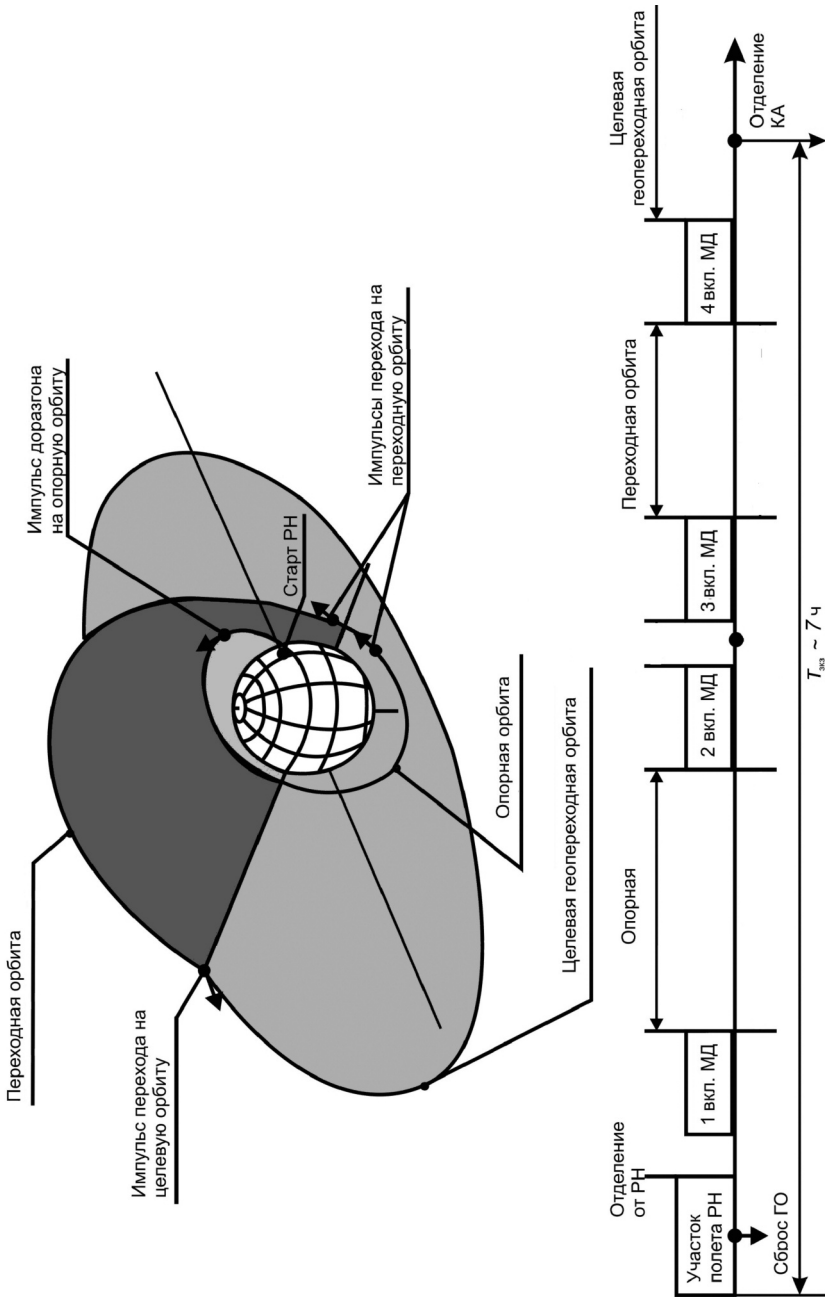 Переходная орбита
Импульс перехода на
целевую орбиту
Импульс доразгона
на опорную орбиту
Старт РН
Импульсы перехода на
переходную орбиту
Опорная орбита
Целевая геопереходная орбита
Отделение
от РН
Участок
полета РН
Сброс ГО
1 вкл. МД
Опорная
2 вкл. МД
3 вкл. МД
Переходная орбита
4 вкл. МД
Целевая
геопереходная орбита
Отделение
КА
Tэкз ~ 7 ч